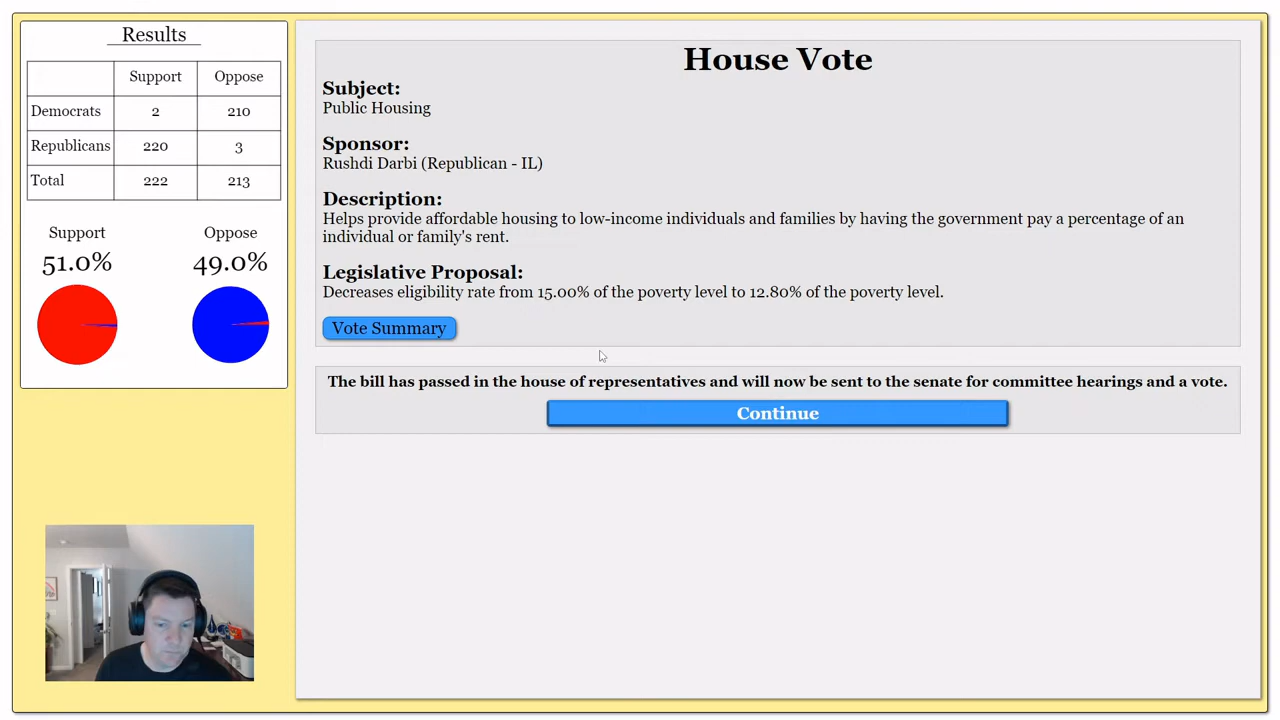 Results
Support Oppose
Democrats 2 210
Republicans 220 3
Total 222 213
Support Oppose
51.0% 49.0%
House Vote
Subject:
Public Housing
Sponsor:
Rushdi Darbi (Republican - IL)
Description:
Helps provide affordable housing to low-income individuals and families by having the government pay a percentage of an
individual or family's rent.
Legislative Proposal:
Decreases eligibility rate from 15.00% of the poverty level to 12.80% of the poverty level.
Vote Summary
The bill has passed in the house of representatives and will now be sent to the senate for committee hearings and a vote.
Continue